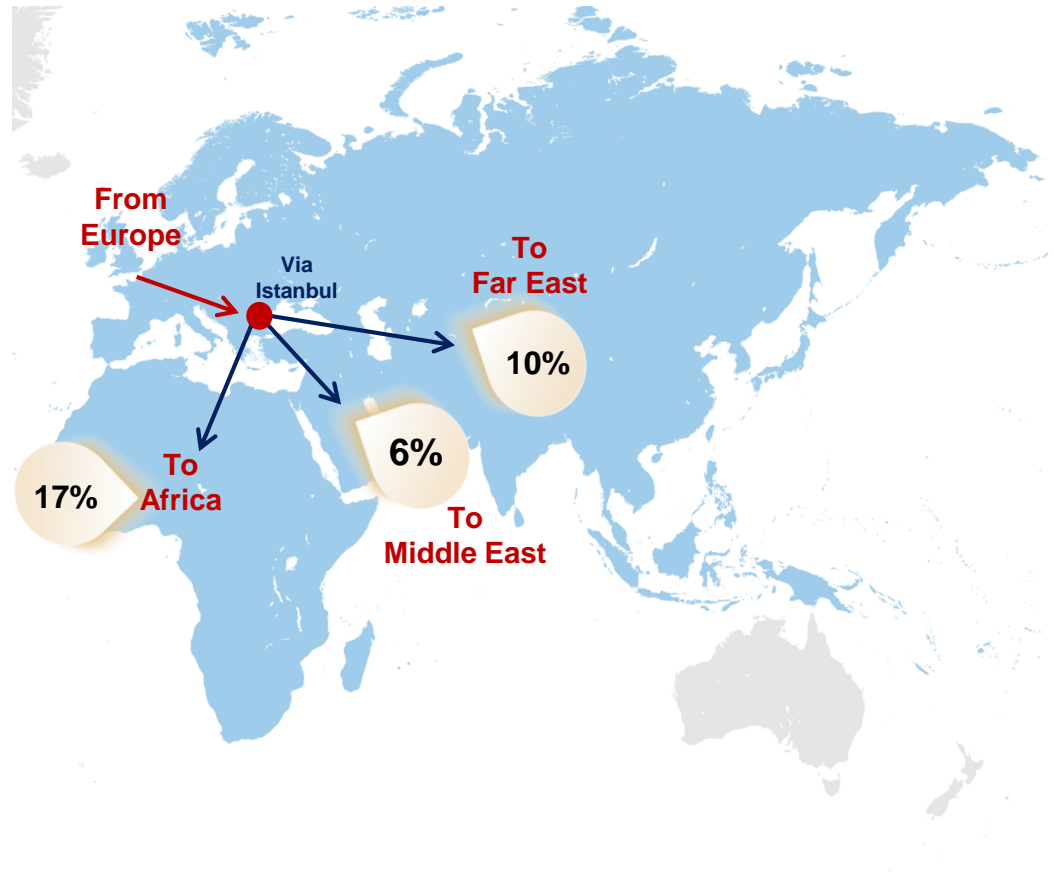 From
Europe
Via
Istanbul
To
Far East
10%
6%
To
Middle East
17%
To
Africa